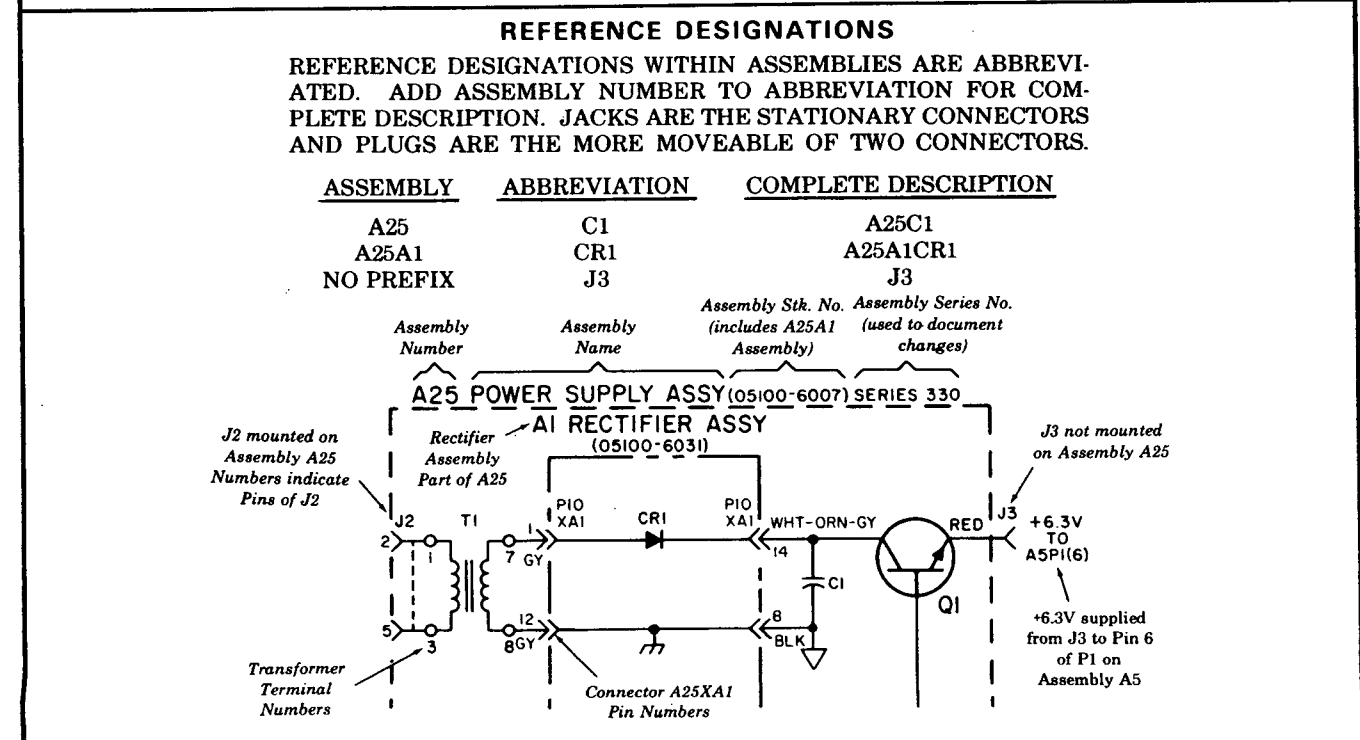 REFERENCE DESIGNATIONS
REFERENCE DESIGNATIONS WITHIN ASSEMBLIES ARE ABBREVI-
ATED. ADD ASSEMBLY NUMBER TO ABBREVIATION FOR COM-
PLETE DESCRIPTION. JACKS ARE THE STATIONARY CONNECTORS
AND PLUGS ARE THE MORE MOVEABLE OF TWO CONNECTORS.
ASSEMBLY ABBREVIATION COMPLETE DESCRIPTION
A25 C1 A25C1
A25A1 CR1 A25A1CR1
NO PREFIX J3 J3
Assembly
Number
Assembly
Name
Assembly Stk. No.
(includes A25A1
Assembly)
Assembly Series No.
(used to document
changes)
A25 POWER SUPPLY ASSY (05100-6007) SERIES 330
A1 RECTIFIER ASSY
(05100-6031)
J2 mounted on
Assembly A25
Numbers indicate
Pins of J2
Rectifier
Assembly
Part of A25
J3 not mounted
on Assembly A25
J2
T1
P10
XA1
CR1
P10
XA1
WHT-ORN-GY
RED
J3
+6.3V
TO
A5P1(6)
2
1
7
1
GY
14
C1
Q1
5
3
8
12
GY
8
BLK
+6.3V supplied
from J3 to Pin 6
of P1 on
Assembly A5
Transformer
Terminal
Numbers
Connector A25XA1
Pin Numbers